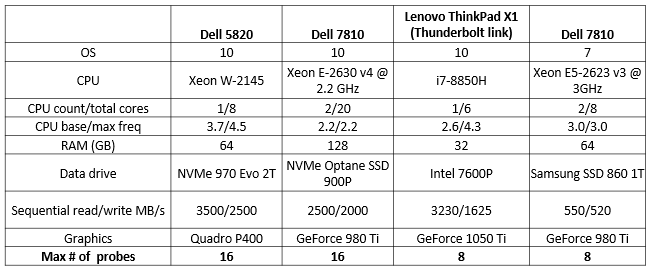 Dell 5820 Dell 7810 Lenovo ThinkPad X1 (Thunderbolt link) Dell 7810
OS 10 10 10 7
CPU Xeon W-2145 Xeon E-2630 v4 @ 2.2 GHz i7-8850H Xeon E5-2623 v3 @ 3GHz
CPU count/total cores 1/8 2/20 1/6 2/8
CPU base/max freq 3.7/4.5 2.2/2.2 2.6/4.3 3.0/3.0
RAM (GB) 64 128 32 64
Data drive NVMe 970 Evo 2T NVMe Optane SSD 900P Intel 7600P Samsung SSD 860 1T
Sequential read/write MB/s 3500/2500 2500/2000 3230/1625 550/520
Graphics Quadro P400 GeForce 980 Ti GeForce 1050 Ti GeForce 980 Ti
Max # of probes 16 16 8 8